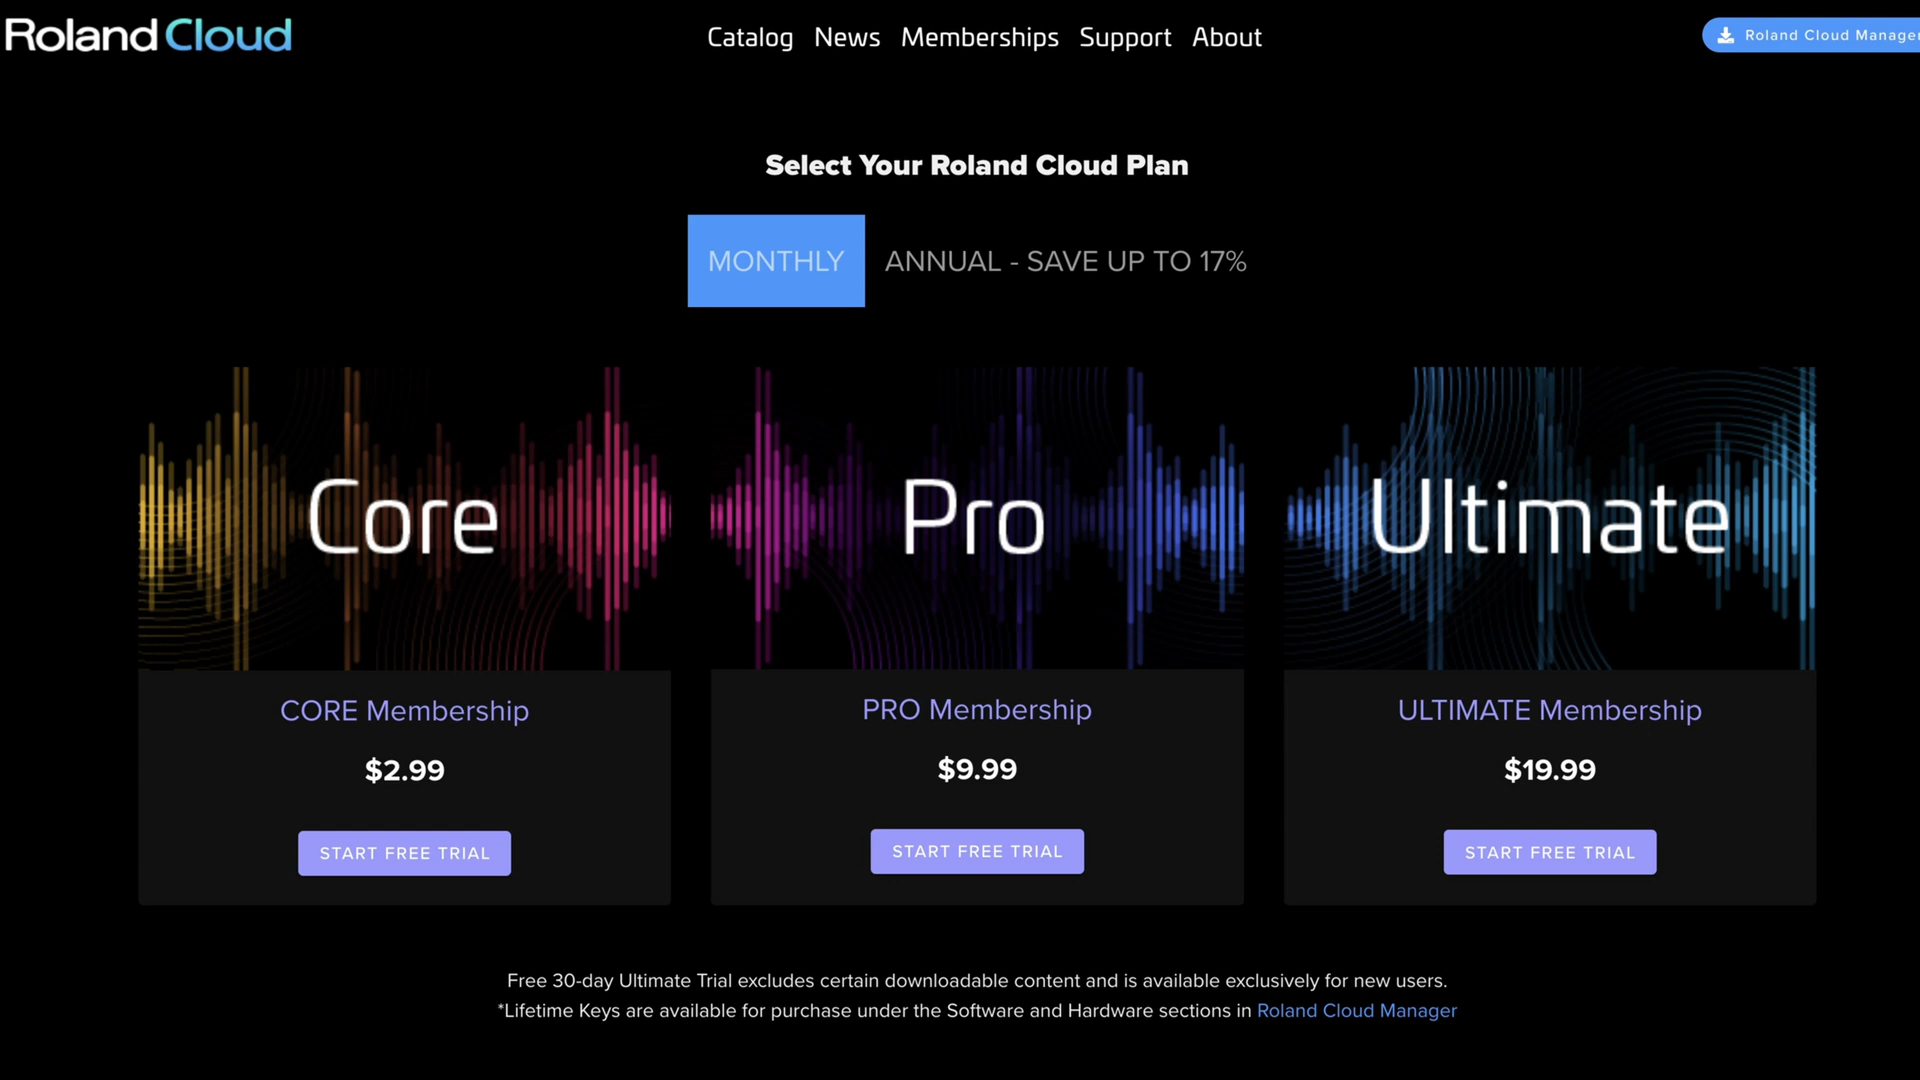 Roland Cloud
Catalog News Memberships Support About
Roland Cloud Manager
Select Your Roland Cloud Plan
MONTHLY ANNUAL - SAVE UP TO 17%
Core
Pro
Ultimate
CORE Membership
$2.99
START FREE TRIAL
PRO Membership
$9.99
START FREE TRIAL
ULTIMATE Membership
$19.99
START FREE TRIAL
Free 30-day Ultimate Trial excludes certain downloadable content and is available exclusively for new users.
*Lifetime Keys are available for purchase under the Software and Hardware sections in Roland Cloud Manager